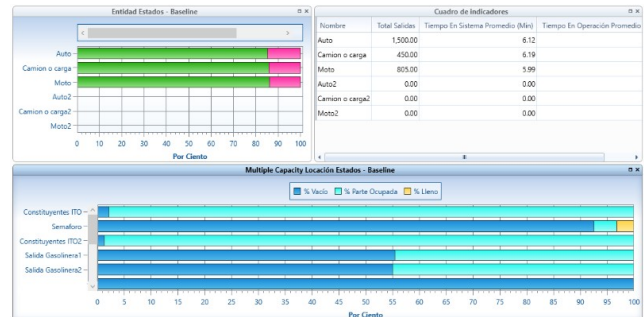 Entidad Estados - Baseline
Auto
Camion o carga
Moto
Auto2
Camion o carga2
Moto2
0 10 20 30 40 50 60 70 80 90 100
Por Ciento
Cuadro de indicadores
Nombre Total Salidas Tiempo En Sistema Promedio (Min) Tiempo En Operación Promedio
Auto 1,500.00 6.12
Camion o carga 450.00 6.19
Moto 805.00 5.99
Auto2 0.00 0.00
Camion o carga2 0.00 0.00
Moto2 0.00 0.00
Multiple Capacity Locación Estados - Baseline
% Vacío % Parte Ocupada % Lleno
Constituyentes ITO
Semaforo
Constituyentes ITO2
Salida Gasolinera1
Salida Gasolinera2
0 5 10 15 20 25 30 35 40 45 50 55 60 65 70 75 80 85 90 95 100
Por Ciento